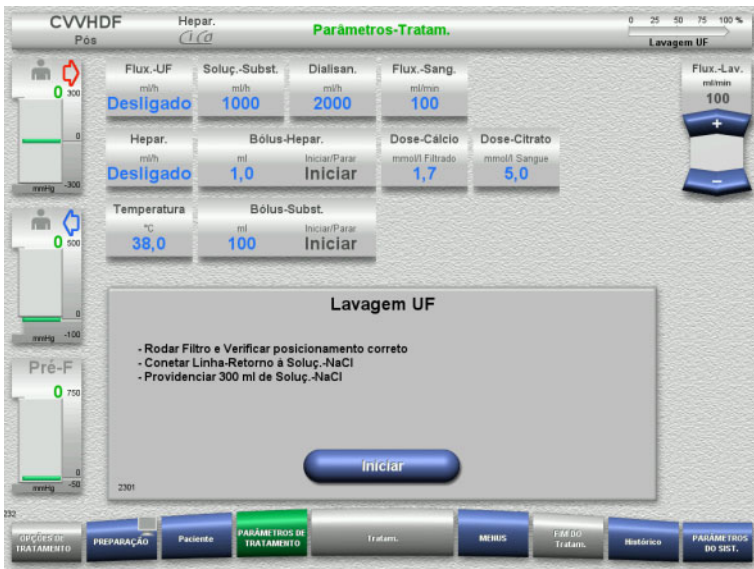 CVVHDF
Pós
Hepar.
CiCa
Parâmetros-Tratam.
0 25 50 75 100 %
Lavagem UF
0 300
0
mmHg -300
Flux.-UF
ml/h
Desligado
Soluç.-Subst.
ml/h
1000
Dialisan.
ml/h
2000
Flux.-Sang.
ml/min
100
Flux.-Lav.
ml/min
100
+
–
Hepar.
ml/h
Desligado
Bólus-Hepar.
ml Iniciar/Parar
1,0 Iniciar
Dose-Cálcio
mmol/l Filtrado
1,7
Dose-Citrato
mmol/l Sangue
5,0
0 500
0
mmHg -100
Temperatura
°C
38,0
Bólus-Subst.
ml Iniciar/Parar
100 Iniciar
Pré-F
0 750
0
mmHg -50
Lavagem UF
- Rodar Filtro e Verificar posicionamento correto
- Conetar Linha-Retorno à Soluç.-NaCl
- Providenciar 300 ml de Soluç.-NaCl
Iniciar
2301
232
OPÇÕES DE
TRATAMENTO
PREPARAÇÃO
Paciente
PARÂMETROS DE
TRATAMENTO
Tratam.
MENUS
FIM DO
Tratam.
Histórico
PARÂMETROS
DO SIST.